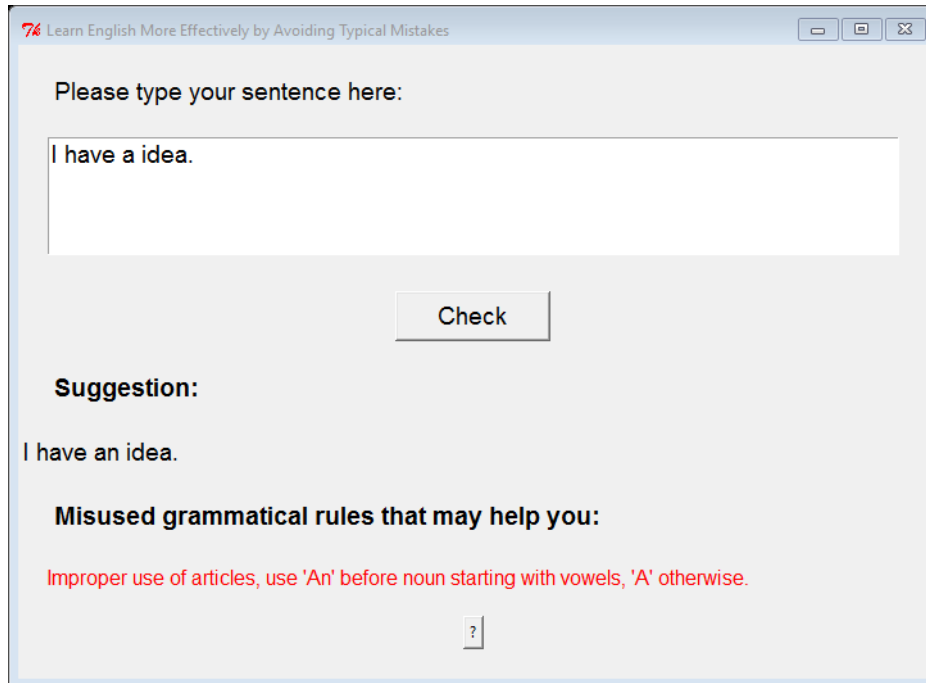 Learn English More Effectively by Avoiding Typical Mistakes
Please type your sentence here:
I have a idea.
Check
Suggestion:
I have an idea.
Misused grammatical rules that may help you:
Improper use of articles, use 'An' before noun starting with vowels, 'A' otherwise.
?